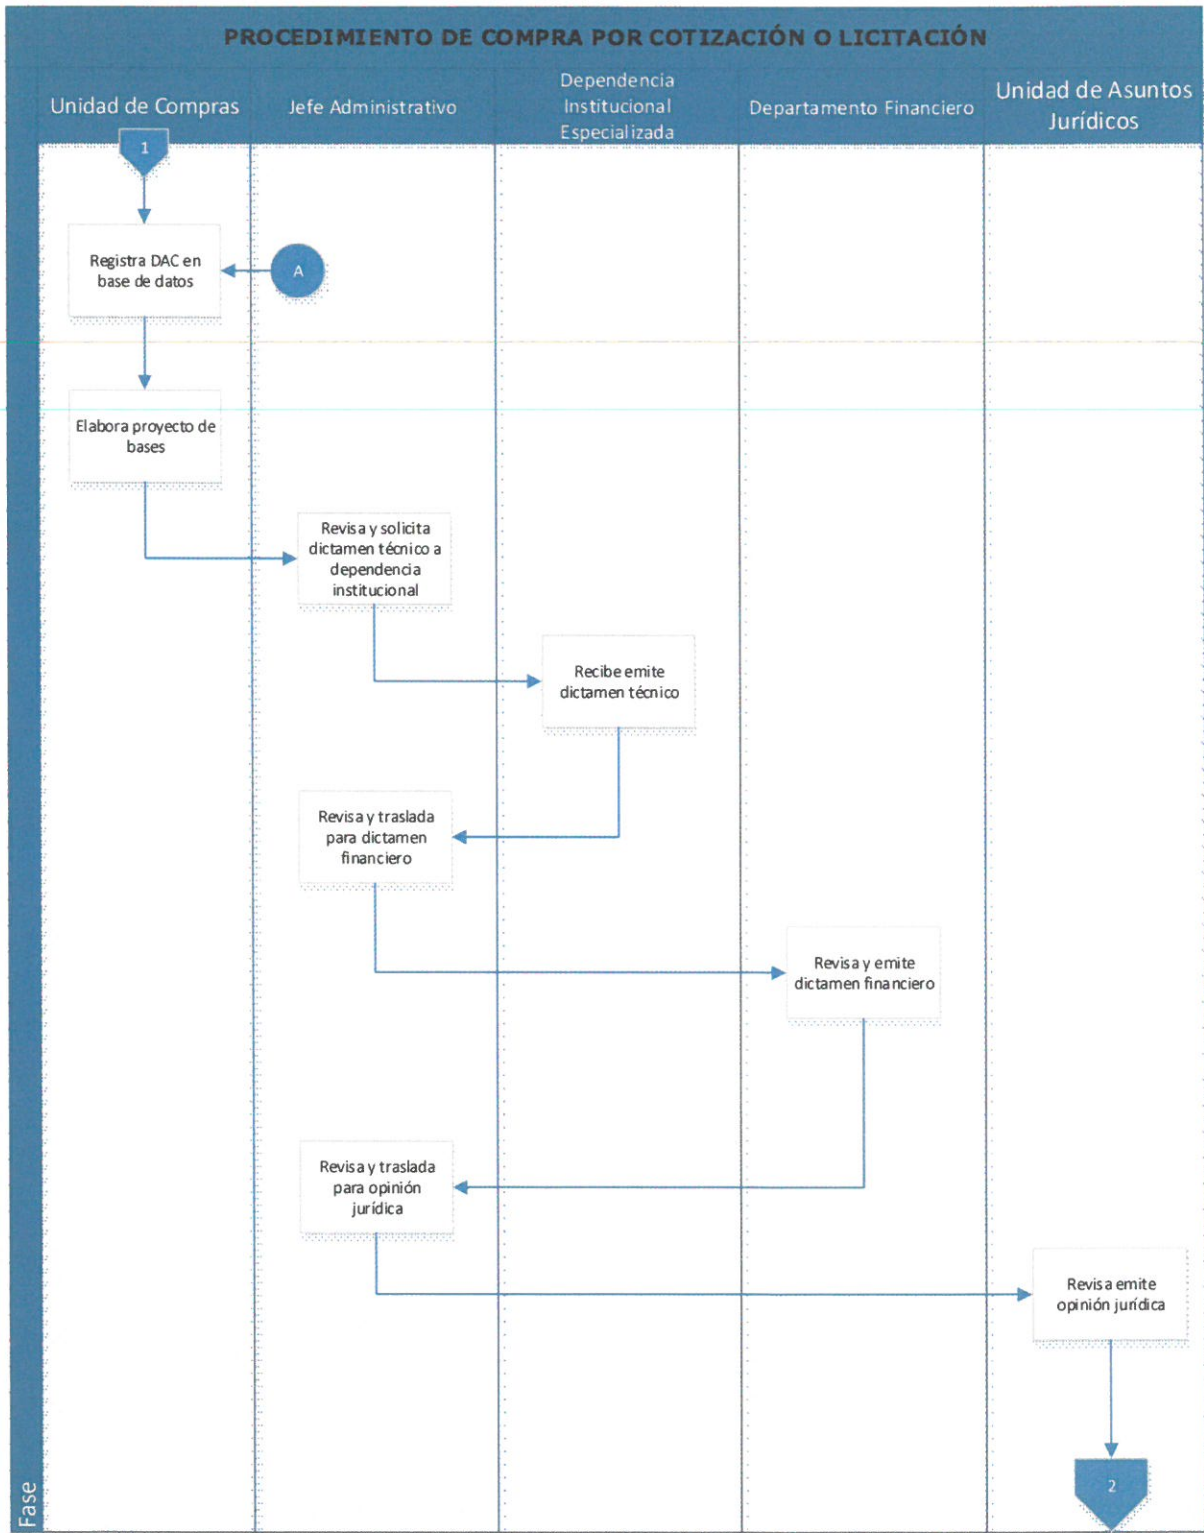 PROCEDIMIENTO DE COMPRA POR COTIZACIÓN O LICITACIÓN
Unidad de Compras
Jefe Administrativo
Dependencia
Institucional
Especializada
Departamento Financiero
Unidad de Asuntos
Jurídicos
1
Registra DAC en
base de datos
A
Elabora proyecto de
bases
Revisa y solicita
dictamen técnico a
dependencia
institucional
Recibe emite
dictamen técnico
Revisa y traslada
para dictamen
financiero
Revisa y emite
dictamen financiero
Revisa y traslada
para opinión
jurídica
Revisa emite
opinión jurídica
2
Fase